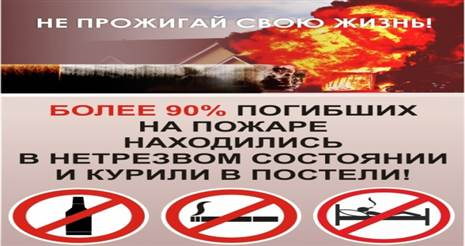 НЕ ПРОЖИГАЙ СВОЮ ЖИЗНЬ!
БОЛЕЕ 90% ПОГИБШИХ
НА ПОЖАРЕ
НАХОДИЛИСЬ
В НЕТРЕЗВОМ СОСТОЯНИИ
И КУРИЛИ В ПОСТЕЛИ!